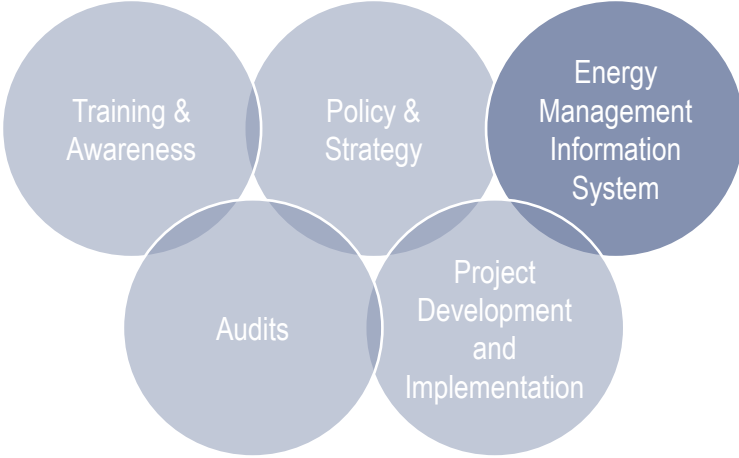 Training &
Awareness
Policy &
Strategy
Energy
Management
Information
System
Audits
Project
Development
and
Implementation